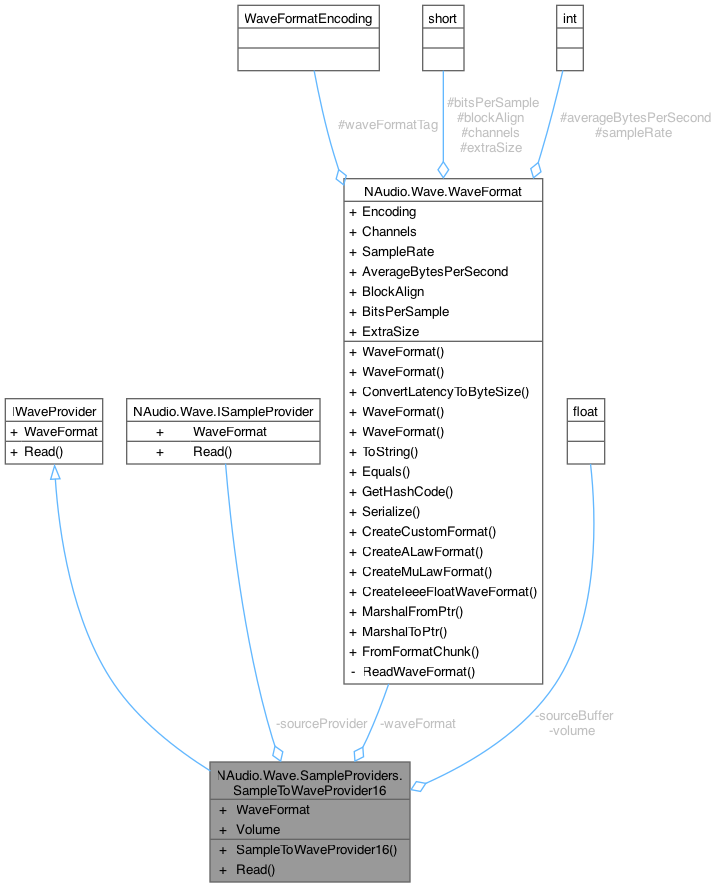 WaveFormatEncoding
short
int
#waveFormatTag
#bitsPerSample
#blockAlign
#channels
#extraSize
#averageBytesPerSecond
#sampleRate
NAudio.Wave.WaveFormat
+ Encoding
+ Channels
+ SampleRate
+ AverageBytesPerSecond
+ BlockAlign
+ BitsPerSample
+ ExtraSize
+ WaveFormat()
+ WaveFormat()
+ ConvertLatencyToByteSize()
+ WaveFormat()
+ WaveFormat()
+ ToString()
+ Equals()
+ GetHashCode()
+ Serialize()
+ CreateCustomFormat()
+ CreateALawFormat()
+ CreateMuLawFormat()
+ CreateIeeeFloatWaveFormat()
+ MarshalFromPtr()
+ MarshalToPtr()
+ FromFormatChunk()
- ReadWaveFormat()
IWaveProvider
+ WaveFormat
+ Read()
NAudio.Wave.ISampleProvider
+ WaveFormat
+ Read()
float
-sourceProvider
-waveFormat
-sourceBuffer
-volume
NAudio.Wave.SampleProviders.
SampleToWaveProvider16
+ WaveFormat
+ Volume
+ SampleToWaveProvider16()
+ Read()